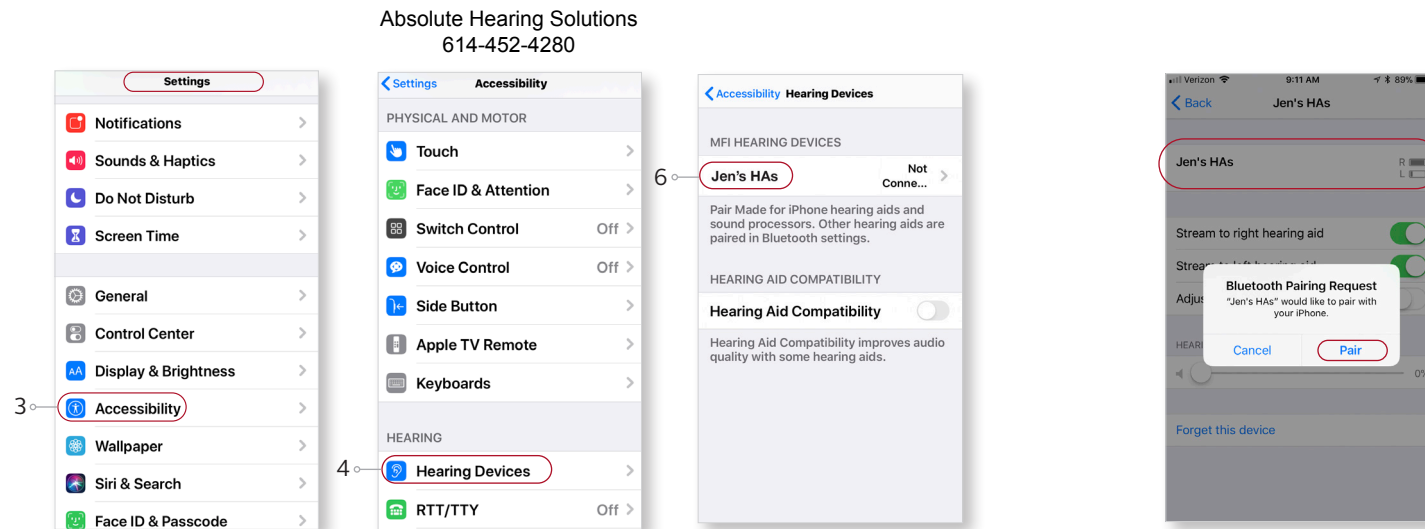 Absolute Hearing Solutions
614-452-4280
Settings
Notifications
Sounds & Haptics
Do Not Disturb
Screen Time
General
Control Center
Display & Brightness
3
Accessibility
Wallpaper
Siri & Search
Face ID & Passcode
Settings Accessibility
PHYSICAL AND MOTOR
Touch
Face ID & Attention
Switch Control Off
Voice Control Off
Side Button
Apple TV Remote
Keyboards
HEARING
4
Hearing Devices
RTT/TTY Off
Accessibility Hearing Devices
MFI HEARING DEVICES
6
Jen's HAs Not
Conne...
Pair Made for iPhone hearing aids and
sound processors. Other hearing aids are
paired in Bluetooth settings.
HEARING AID COMPATIBILITY
Hearing Aid Compatibility
Hearing Aid Compatibility improves audio
quality with some hearing aids.
Verizon 9:11 AM 89%
Back Jen's HAs
Jen's HAs R
L
Stream to right hearing aid
Bluetooth Pairing Request
"Jen's HAs" would like to pair with
your iPhone.
Cancel Pair
0%
Forget this device